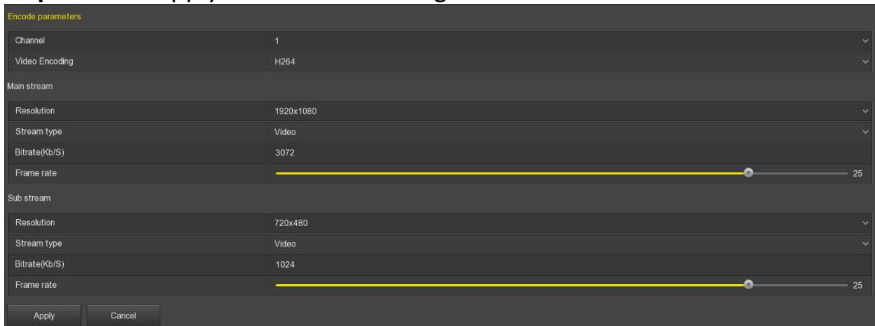 Encode parameters
Channel 1
Video Encoding H264
Main stream
Resolution 1920x1080
Stream type Video
Bitrate(Kb/S) 3072
Frame rate 25
Sub stream
Resolution 720x480
Stream type Video
Bitrate(Kb/S) 1024
Frame rate 25
Apply Cancel